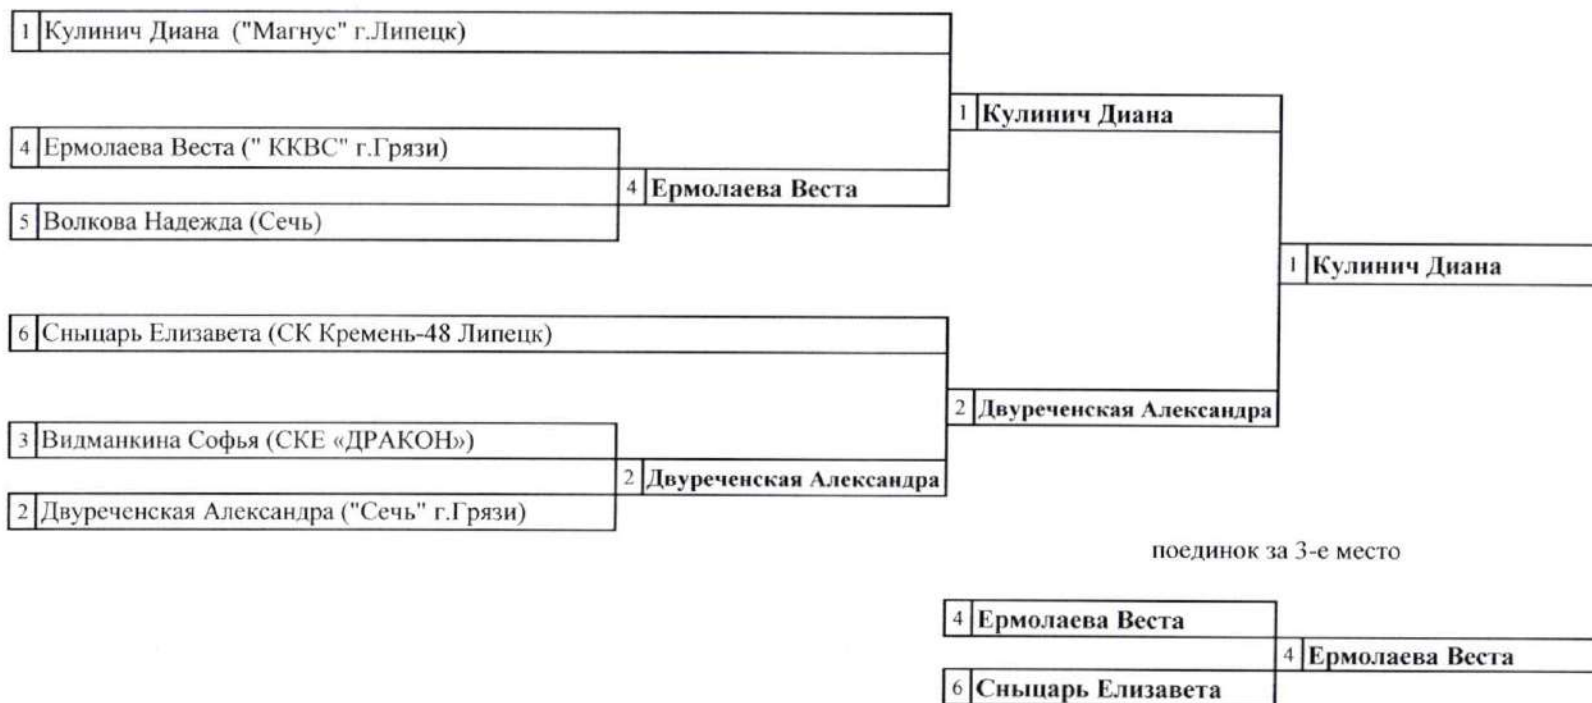 1 Кулинич Диана ("Магнус" г.Липецк)
1 Кулинич Диана
4 Ермолаева Веста (" ККВС" г.Грязи)
4 Ермолаева Веста
5 Волкова Надежда (Сечь)
1 Кулинич Диана
6 Сныцарь Елизавета (СК Кремень-48 Липецк)
2 Двуреченская Александра
3 Видманкина Софья (СКЕ «ДРАКОН»)
2 Двуреченская Александра
2 Двуреченская Александра ("Сечь" г.Грязи)
поединок за 3-е место
4 Ермолаева Веста
4 Ермолаева Веста
6 Сныцарь Елизавета